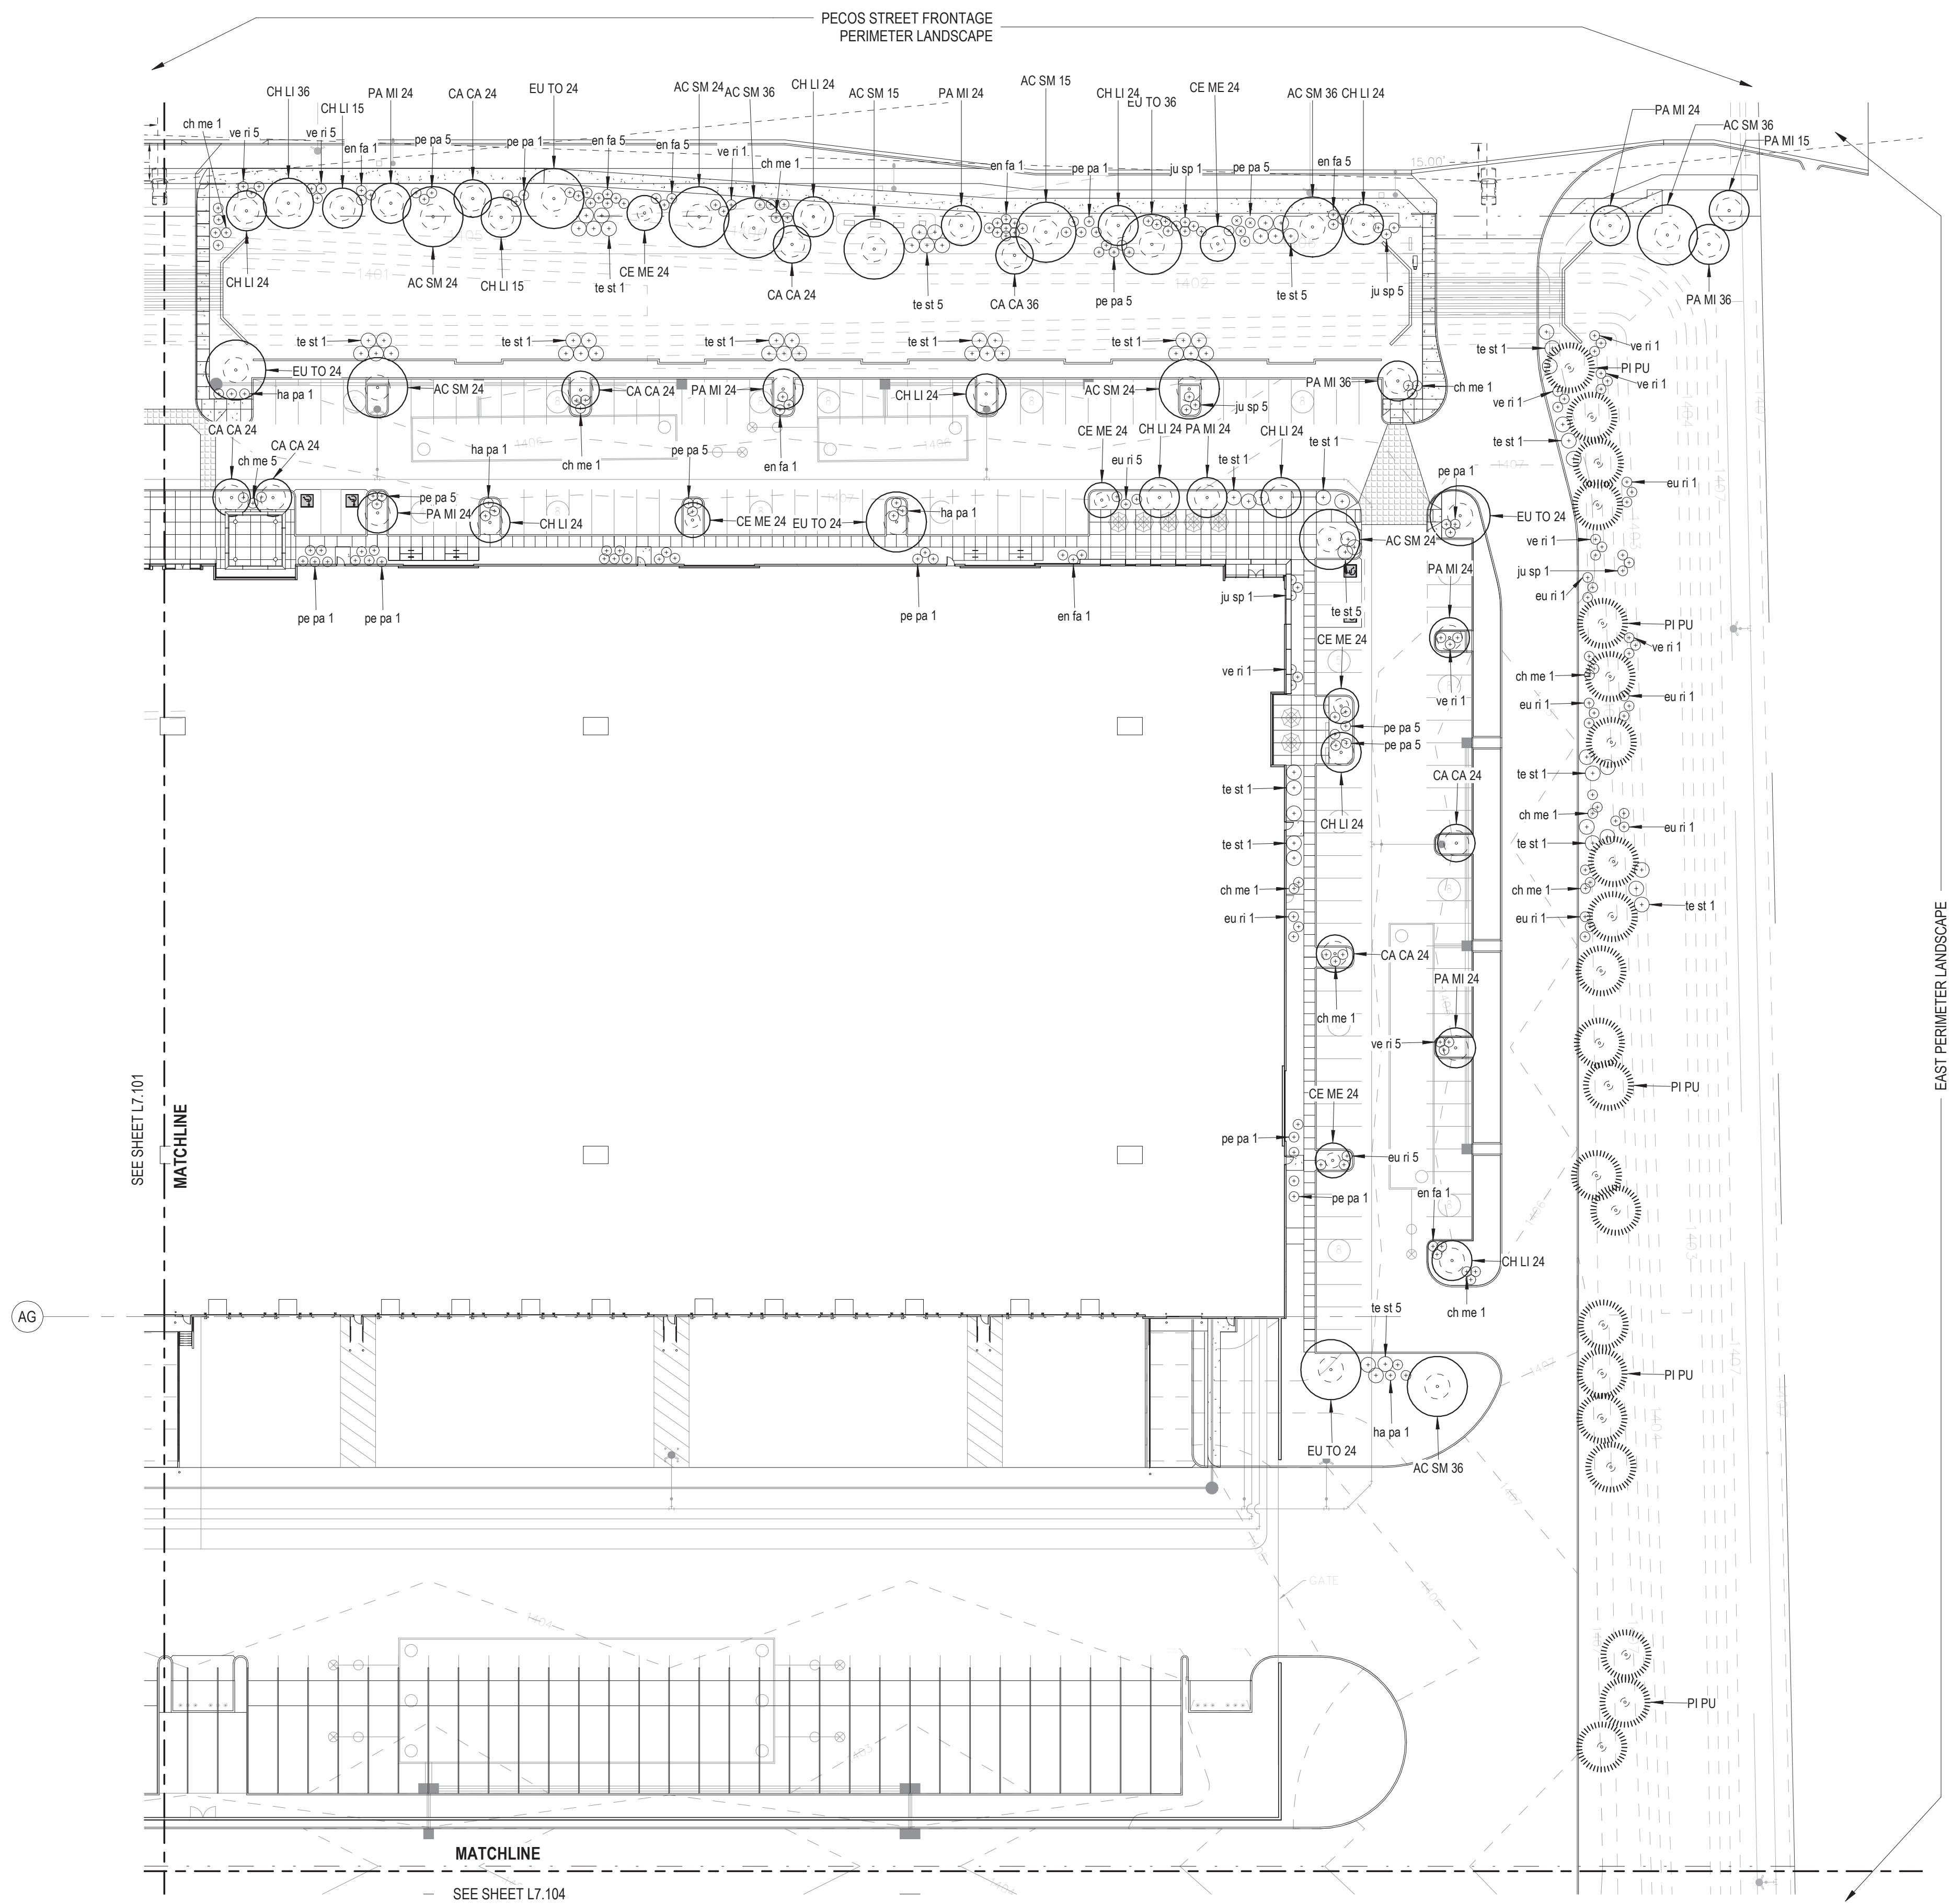 PECOS STREET FRONTAGE
PERIMETER LANDSCAPE
CH LI 36
CH LI 15
PA MI 24
CA CA 24
EU TO 24
AC SM 24
AC SM 36
CH LI 24
AC SM 15
PA MI 24
AC SM 15
CH LI 24
EU TO 36
CE ME 24
AC SM 36
CH LI 24
PA MI 24
AC SM 36
PA MI 15
ch me 1
ve ri 5
ve ri 5
en fa 1
pe pa 5
pe pa 1
en fa 5
en fa 5
ve ri 1
ch me 1
en fa 1
pe pa 1
ju sp 1
pe pa 5
en fa 5
15.00'
CH LI 24
AC SM 24
CH LI 15
CE ME 24
te st 1
CA CA 24
te st 5
CA CA 36
pe pa 5
te st 5
ju sp 5
PA MI 36
1401
1402
te st 1
te st 1
te st 1
te st 1
te st 1
te st 1
ve ri 1
PI PU
ve ri 1
ve ri 1
EU TO 24
ha pa 1
AC SM 24
CA CA 24
PA MI 24
CH LI 24
AC SM 24
ju sp 5
PA MI 36
ch me 1
8
8
8
8
CA CA 24
CA CA 24
ch me 5
ha pa 1
ch me 1
pe pa 5
en fa 1
CE ME 24
CH LI 24
PA MI 24
CH LI 24
eu ri 5
te st 1
te st 1
te st 1
pe pa 1
1407
eu ri 1
pe pa 5
PA MI 24
CH LI 24
CE ME 24
EU TO 24
ha pa 1
AC SM 24
EU TO 24
ve ri 1
ju sp 1
eu ri 1
PA MI 24
pe pa 1
pe pa 1
pe pa 1
en fa 1
ju sp 1
te st 5
CE ME 24
PI PU
ve ri 1
ve ri 1
ch me 1
eu ri 1
eu ri 1
ve ri 1
pe pa 5
pe pa 5
te st 1
CA CA 24
te st 1
CH LI 24
ch me 1
eu ri 1
te st 1
te st 1
ch me 1
ch me 1
te st 1
eu ri 1
eu ri 1
CA CA 24
PA MI 24
ch me 1
ve ri 5
PI PU
CE ME 24
pe pa 1
eu ri 5
pe pa 1
en fa 1
CH LI 24
ch me 1
SEE SHEET L7.101
MATCHLINE
EAST PERIMETER LANDSCAPE
AG
te st 5
PI PU
ha pa 1
EU TO 24
AC SM 36
1407
GATE
1404
PI PU
1403
MATCHLINE
SEE SHEET L7.104